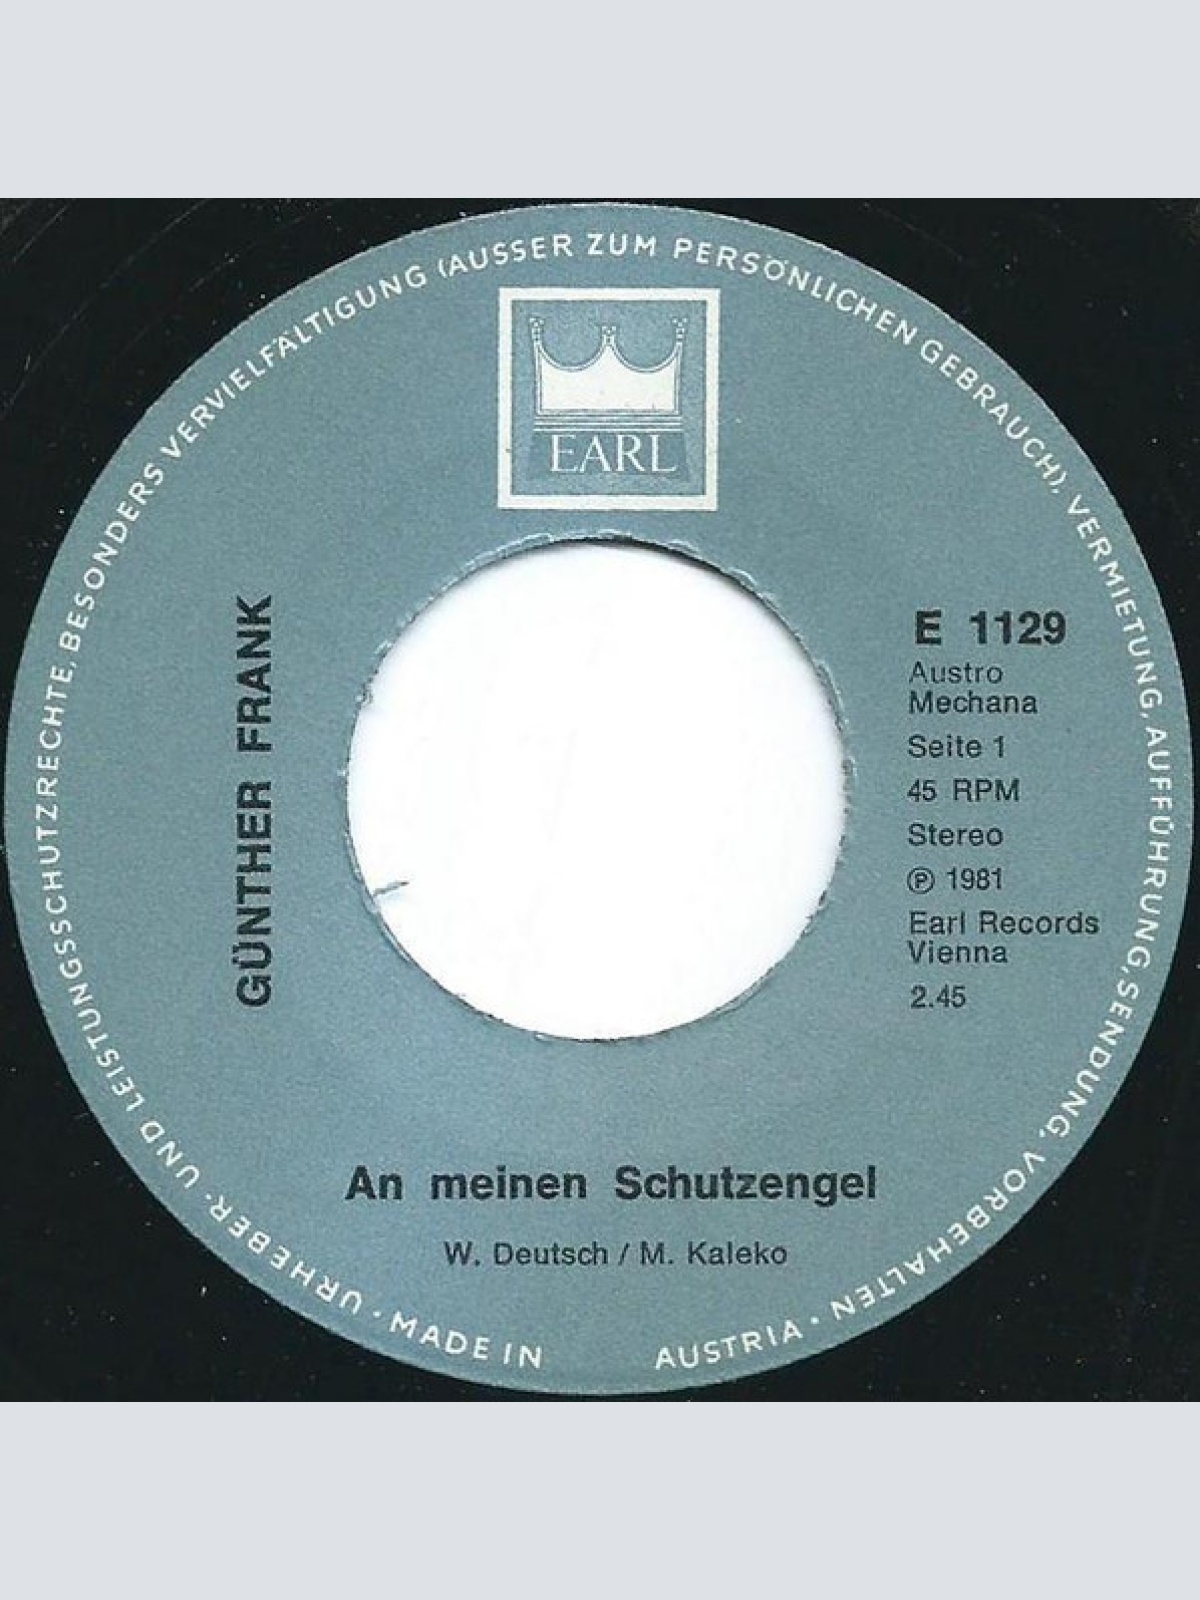 EARL
GÜNTHER FRANK
E 1129
Austro
Mechana
Seite 1
45 RPM
Stereo
℗ 1981
Earl Records
Vienna
2.45
An meinen Schutzengel
W. Deutsch / M. Kaleko
URHEBER- UND LEISTUNGSSCHUTZRECHTE, BESONDERS VERVIELFÄLTIGUNG (AUSSER ZUM PERSÖNLICHEN GEBRAUCH), VERMIETUNG, AUFFÜHRUNG, SENDUNG, VORBEHALTEN • AUSTRIA
• MADE IN